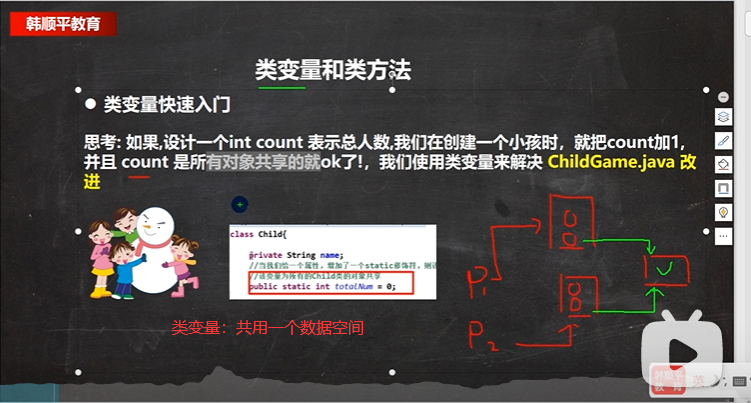 韩顺平教育
类变量和类方法
● 类变量快速入门
思考: 如果,设计一个int count 表示总人数,我们在创建一个小孩时，就把count加1,
并且 count 是所有对象共享的就ok了!，我们使用类变量来解决 ChildGame.java 改
进
class Child{
private String name;
//当我们给一个属性，增加了一个static修饰符，则
//该变量为所有的Child类的对象共享
public static int totalNum = 0;
类变量：共用一个数据空间
P1
P2
韩顺平
教育
英